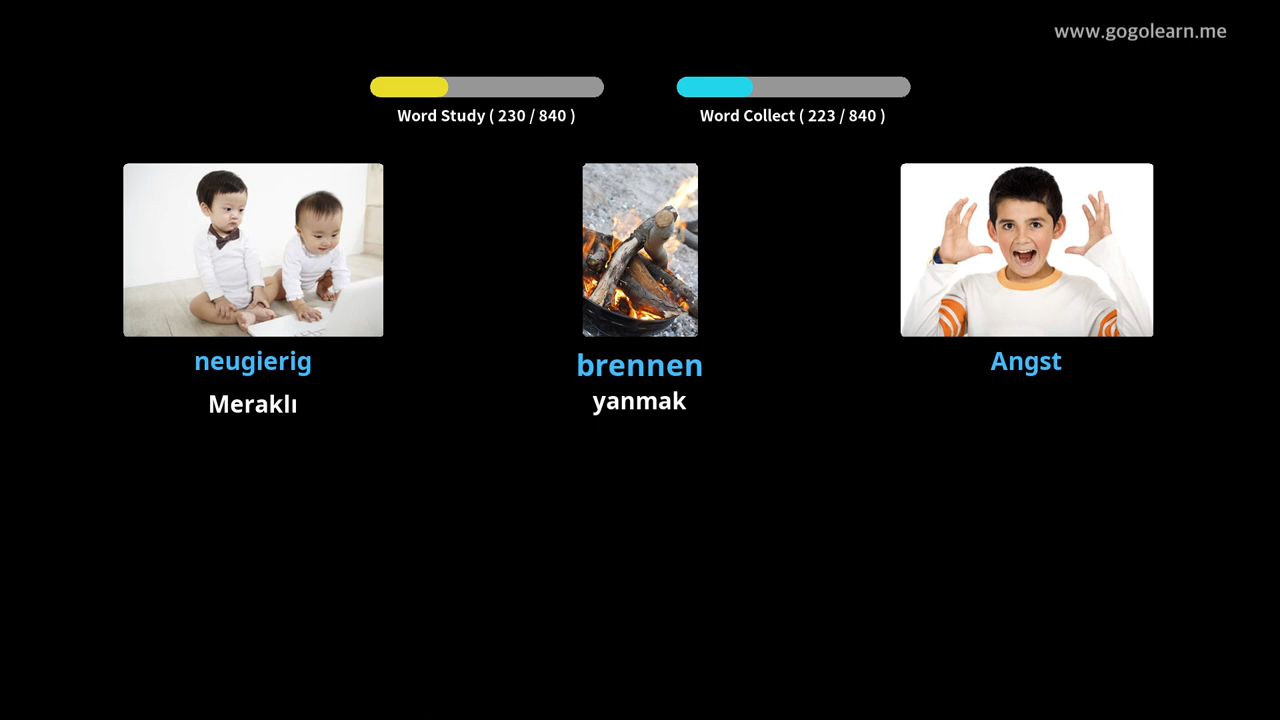 www.gogolearn.me
Word Study ( 230 / 840 )
Word Collect ( 223 / 840 )
neugierig
Meraklı
brennen
yanmak
Angst